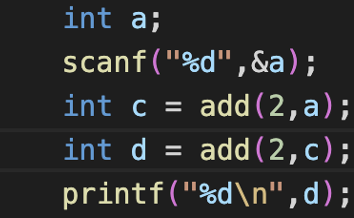 int a;
scanf("%d",&a);
int c = add(2,a);
int d = add(2,c);
printf("%d\n",d);